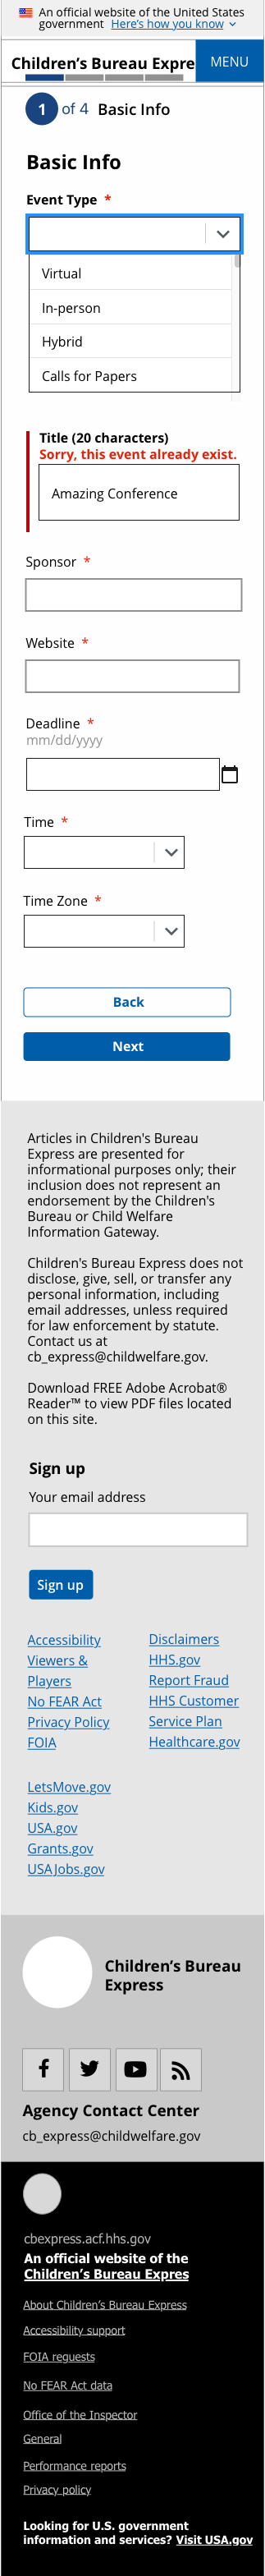 An official website of the United States
government Here's how you know
Children's Bureau Expre
MENU
1 of 4 Basic Info
Basic Info
Event Type *
Virtual
In-person
Hybrid
Calls for Papers
Title (20 characters)
Sorry, this event already exist.
Amazing Conference
Sponsor *
Website *
Deadline *
mm/dd/yyyy
Time *
Time Zone *
Back
Next
Articles in Children's Bureau
Express are presented for
informational purposes only; their
inclusion does not represent an
endorsement by the Children's
Bureau or Child Welfare
Information Gateway.
Children's Bureau Express does not
disclose, give, sell, or transfer any
personal information, including
email addresses, unless required
for law enforcement by statute.
Contact us at
cb_express@childwelfare.gov.
Download FREE Adobe Acrobat®
Reader™ to view PDF files located
on this site.
Sign up
Your email address
Sign up
Accessibility
Viewers &
Players
No FEAR Act
Privacy Policy
FOIA
Disclaimers
HHS.gov
Report Fraud
HHS Customer
Service Plan
Healthcare.gov
LetsMove.gov
Kids.gov
USA.gov
Grants.gov
USAJobs.gov
Children's Bureau
Express
Agency Contact Center
cb_express@childwelfare.gov
cbexpress.acf.hhs.gov
An official website of the
Children's Bureau Expres
About Children's Bureau Express
Accessibility support
FOIA requests
No FEAR Act data
Office of the Inspector
General
Performance reports
Privacy policy
Looking for U.S. government
information and services? Visit USA.gov